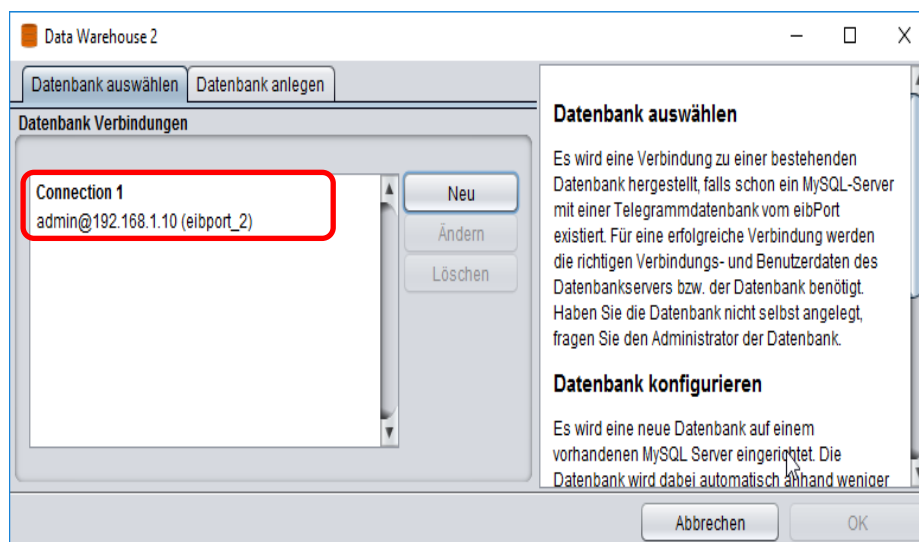 Data Warehouse 2
Datenbank auswählen
Datenbank anlegen
Datenbank Verbindungen
Connection 1
admin@192.168.1.10 (eibport_2)
Neu
Ändern
Löschen
Datenbank auswählen
Es wird eine Verbindung zu einer bestehenden
Datenbank hergestellt, falls schon ein MySQL-Server
mit einer Telegrammdatenbank vom eibPort
existiert. Für eine erfolgreiche Verbindung werden
die richtigen Verbindungs- und Benutzerdaten des
Datenbankservers bzw. der Datenbank benötigt.
Haben Sie die Datenbank nicht selbst angelegt,
fragen Sie den Administrator der Datenbank.
Datenbank konfigurieren
Es wird eine neue Datenbank auf einem
vorhandenen MySQL Server eingerichtet. Die
Datenbank wird dabei automatisch anhand weniger
Abbrechen
OK